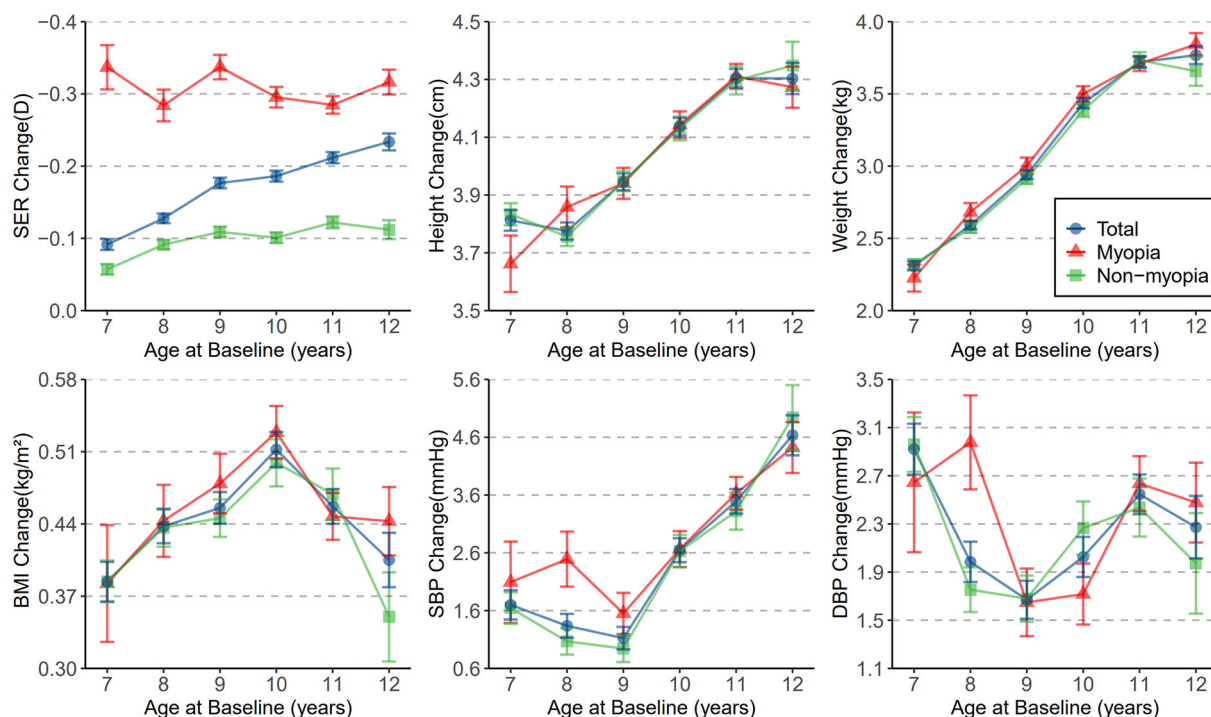 −0.4
−0.3
−0.2
−0.1
0.0
SER Change(D)
7 8 9 10 11 12
Age at Baseline (years)
4.5
4.3
4.1
3.9
3.7
3.5
Height Change(cm)
7 8 9 10 11 12
Age at Baseline (years)
4.0
3.5
3.0
2.5
2.0
Weight Change(kg)
Total
Myopia
Non−myopia
7 8 9 10 11 12
Age at Baseline (years)
0.58
0.51
0.44
0.37
0.30
BMI Change(kg/m²)
7 8 9 10 11 12
Age at Baseline (years)
5.6
4.6
3.6
2.6
1.6
0.6
SBP Change(mmHg)
7 8 9 10 11 12
Age at Baseline (years)
3.5
3.1
2.7
2.3
1.9
1.5
1.1
DBP Change(mmHg)
7 8 9 10 11 12
Age at Baseline (years)